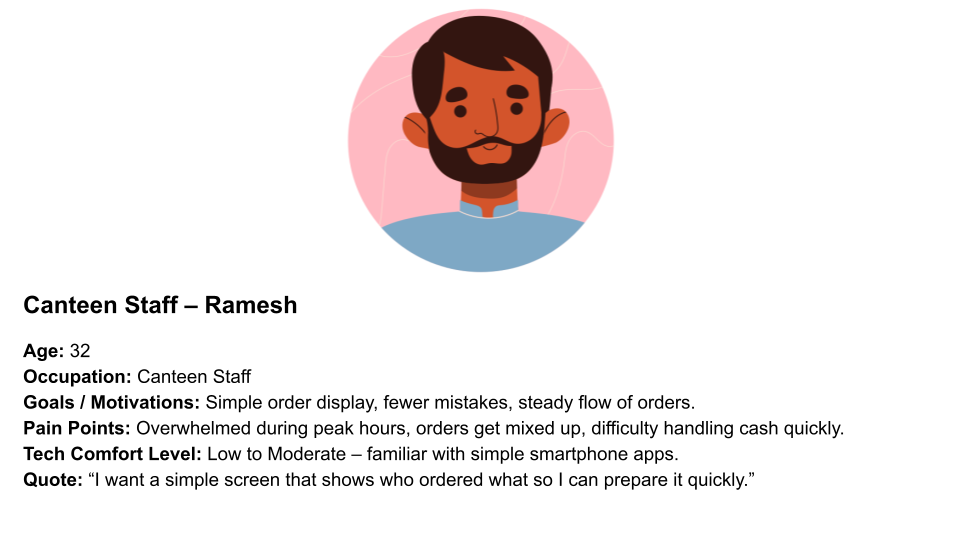 Canteen Staff – Ramesh
Age: 32
Occupation: Canteen Staff
Goals / Motivations: Simple order display, fewer mistakes, steady flow of orders.
Pain Points: Overwhelmed during peak hours, orders get mixed up, difficulty handling cash quickly.
Tech Comfort Level: Low to Moderate – familiar with simple smartphone apps.
Quote: “I want a simple screen that shows who ordered what so I can prepare it quickly.”